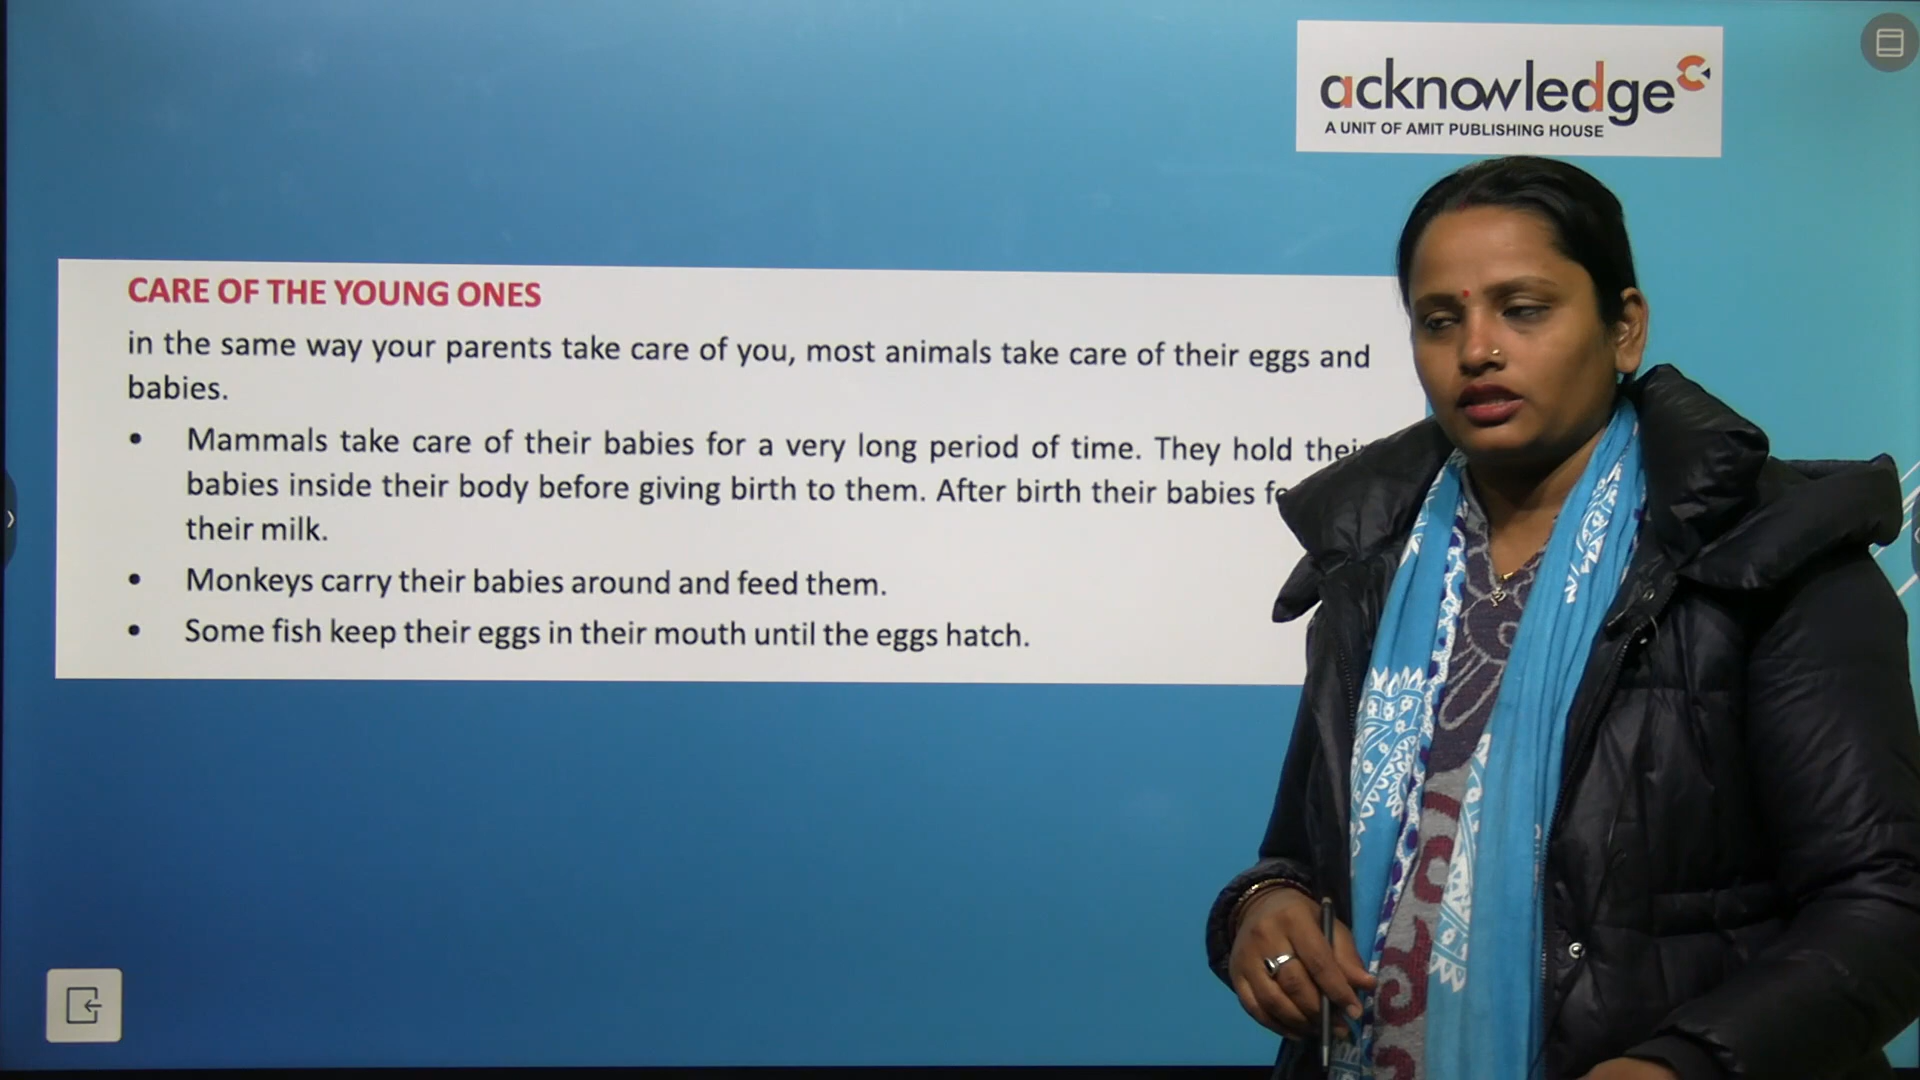 acknowledge
A UNIT OF AMIT PUBLISHING HOUSE
CARE OF THE YOUNG ONES
in the same way your parents take care of you, most animals take care of their eggs and
babies.
• Mammals take care of their babies for a very long period of time. They hold their
babies inside their body before giving birth to them. After birth their babies
their milk.
• Monkeys carry their babies around and feed them.
• Some fish keep their eggs in their mouth until the eggs hatch.